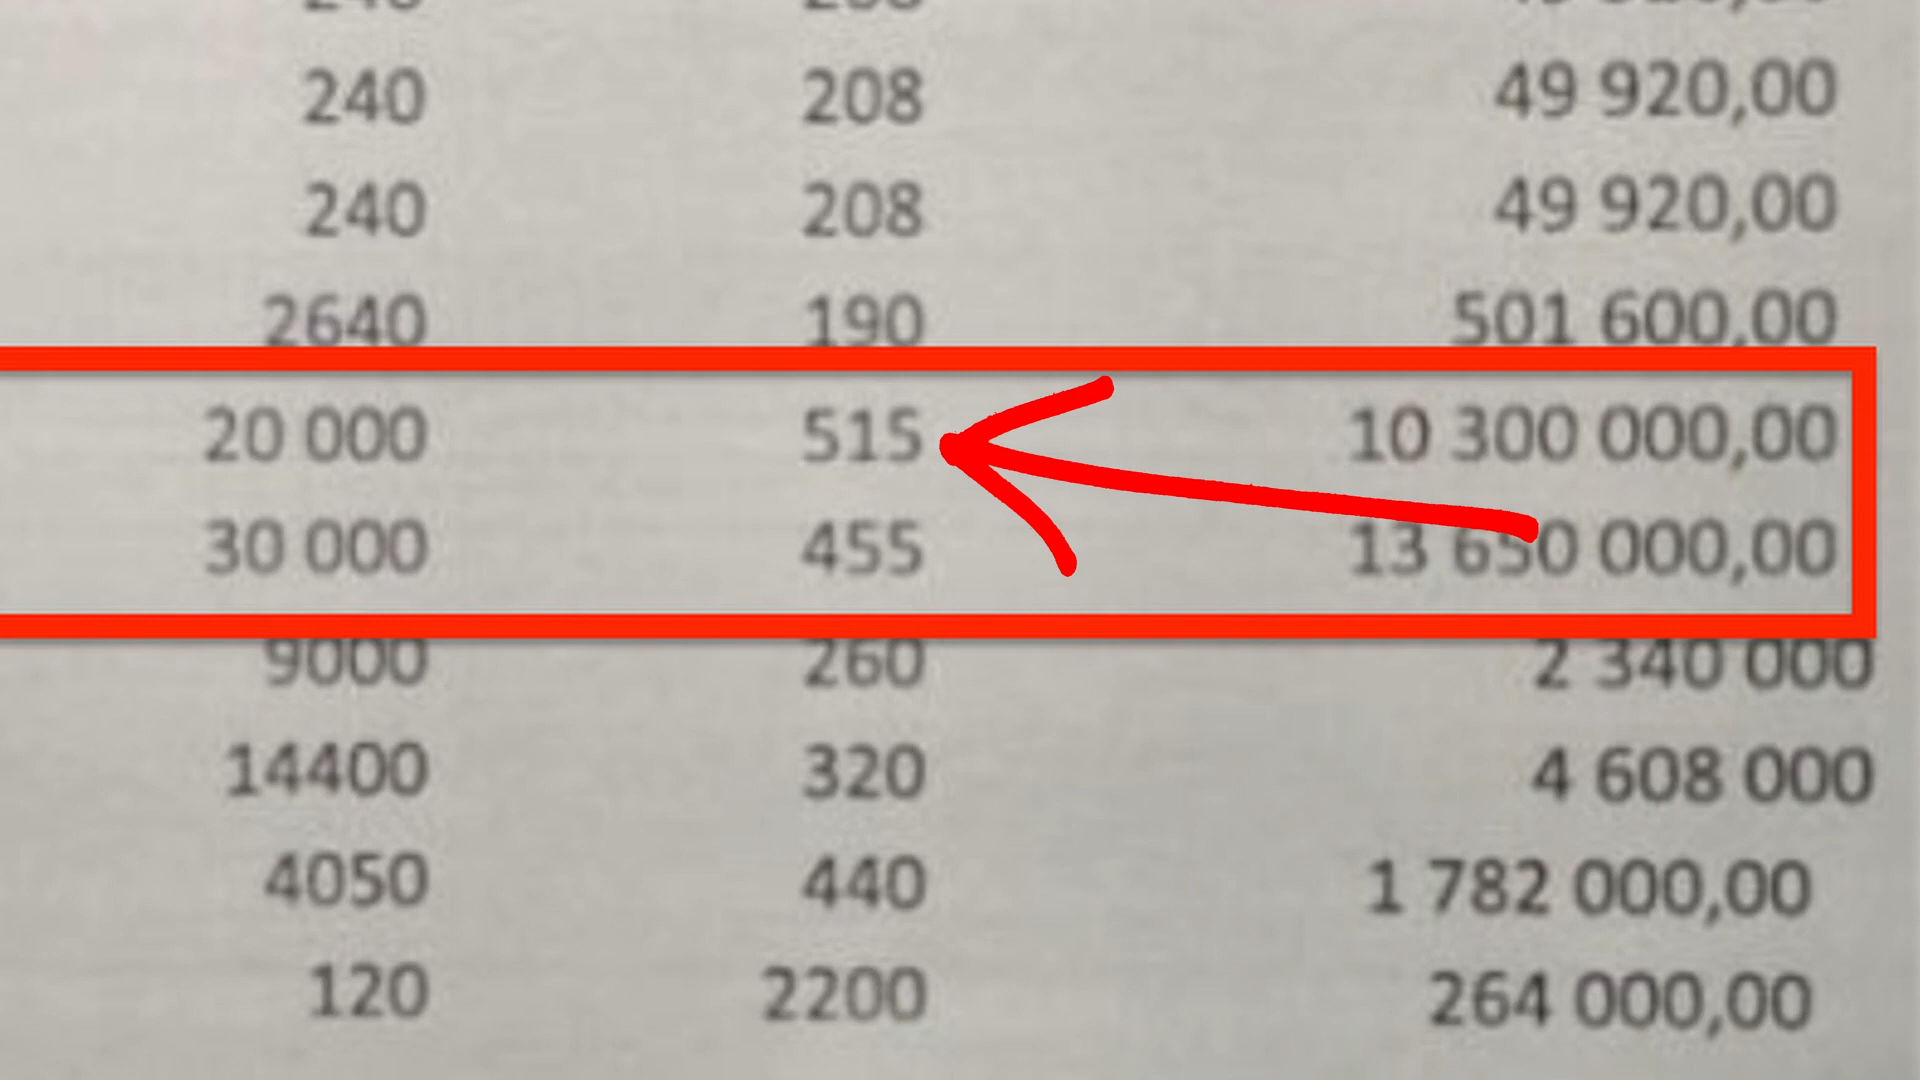 240 208 49 920,00
240 208 49 920,00
2640 190 501 600,00
20 000 515 10 300 000,00
30 000 455 13 650 000,00
9000 260 2 340 000
14400 320 4 608 000
4050 440 1 782 000,00
120 2200 264 000,00